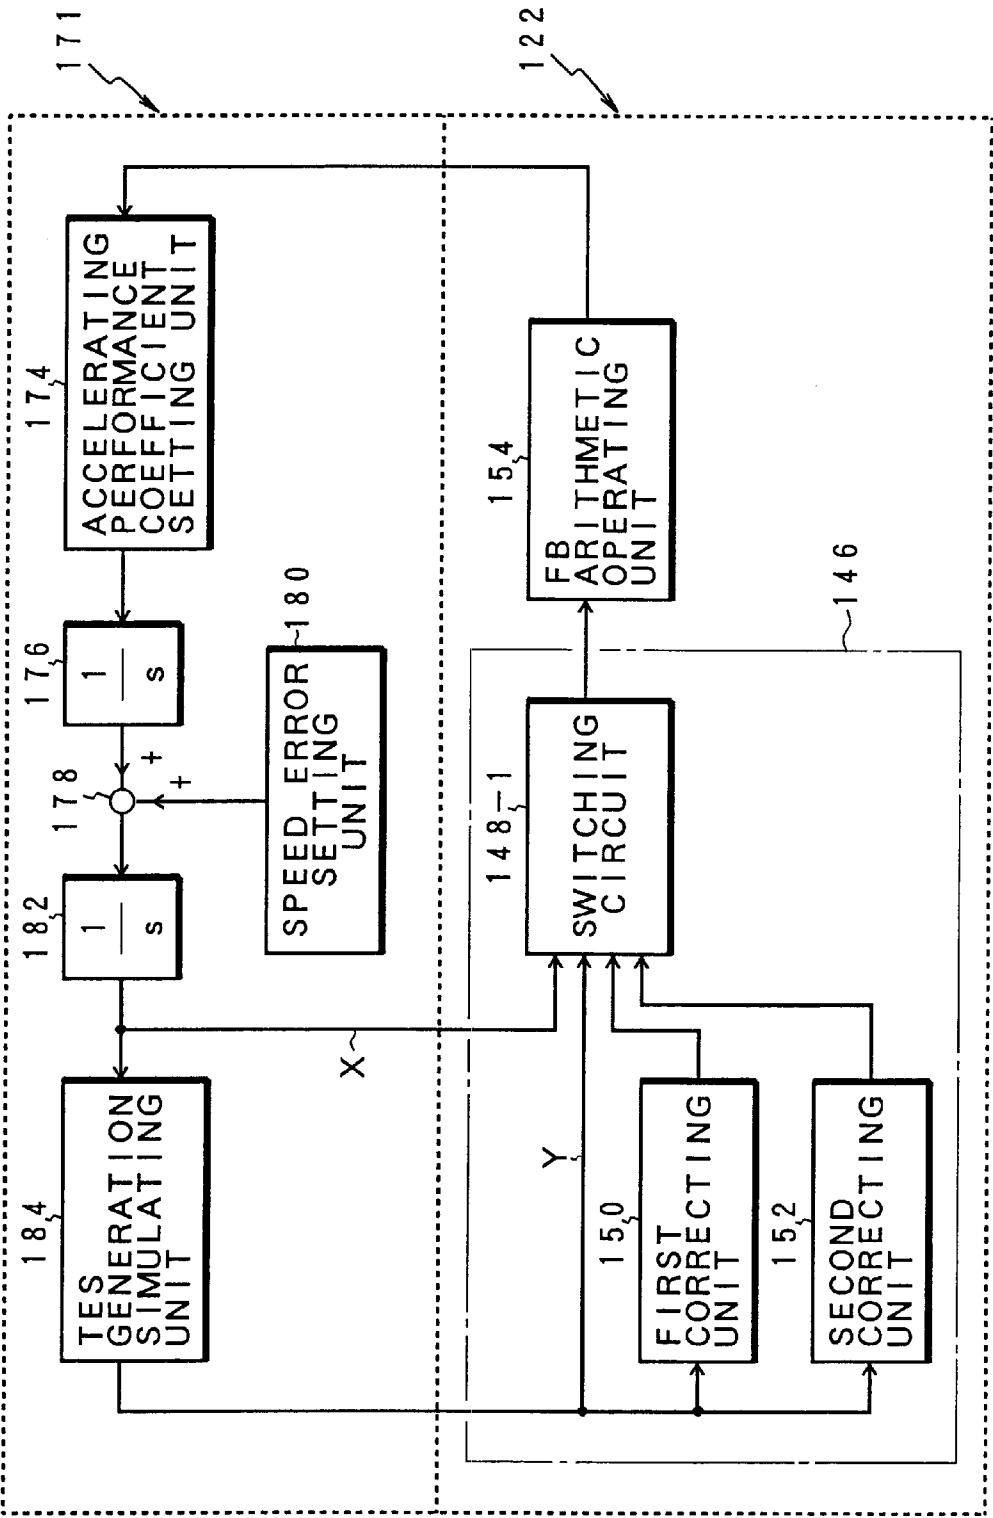 171
174
ACCELERATING
PERFORMANCE
COEFFICIENT
SETTING UNIT
176
1
s
178
+
+
180
SPEED ERROR
SETTING
UNIT
182
1
s
184
TES
GENERATION
SIMULATING
UNIT
X
122
154
FB
ARITHMETIC
OPERATING
UNIT
146
148-1
SWITCHING
CIRCUIT
Y
150
FIRST
CORRECTING
UNIT
152
SECOND
CORRECTING
UNIT